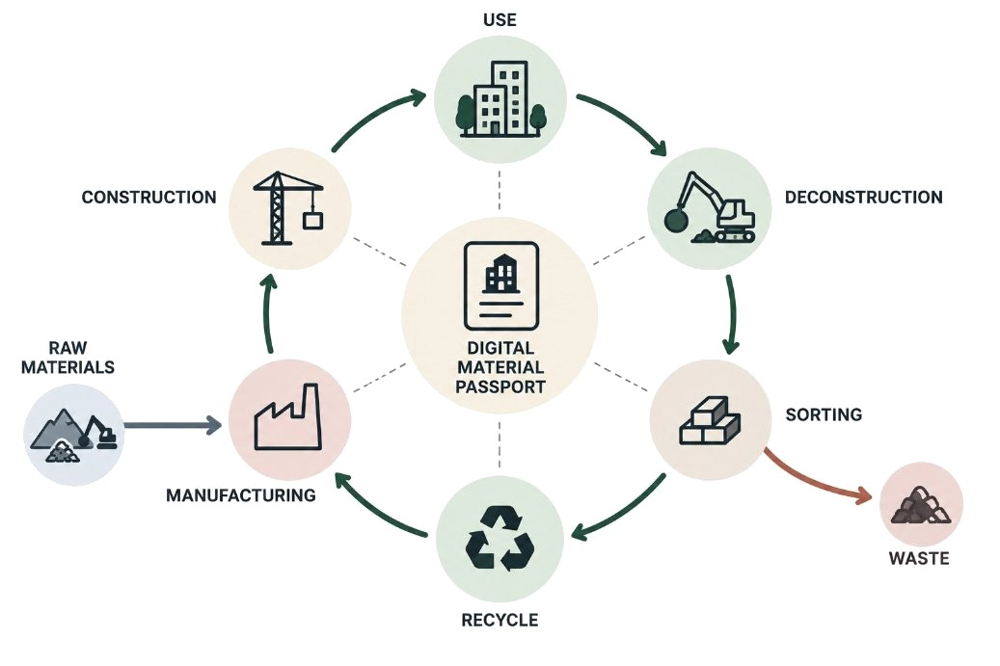 USE
CONSTRUCTION
DECONSTRUCTION
RAW
MATERIALS
DIGITAL
MATERIAL
PASSPORT
SORTING
MANUFACTURING
WASTE
RECYCLE